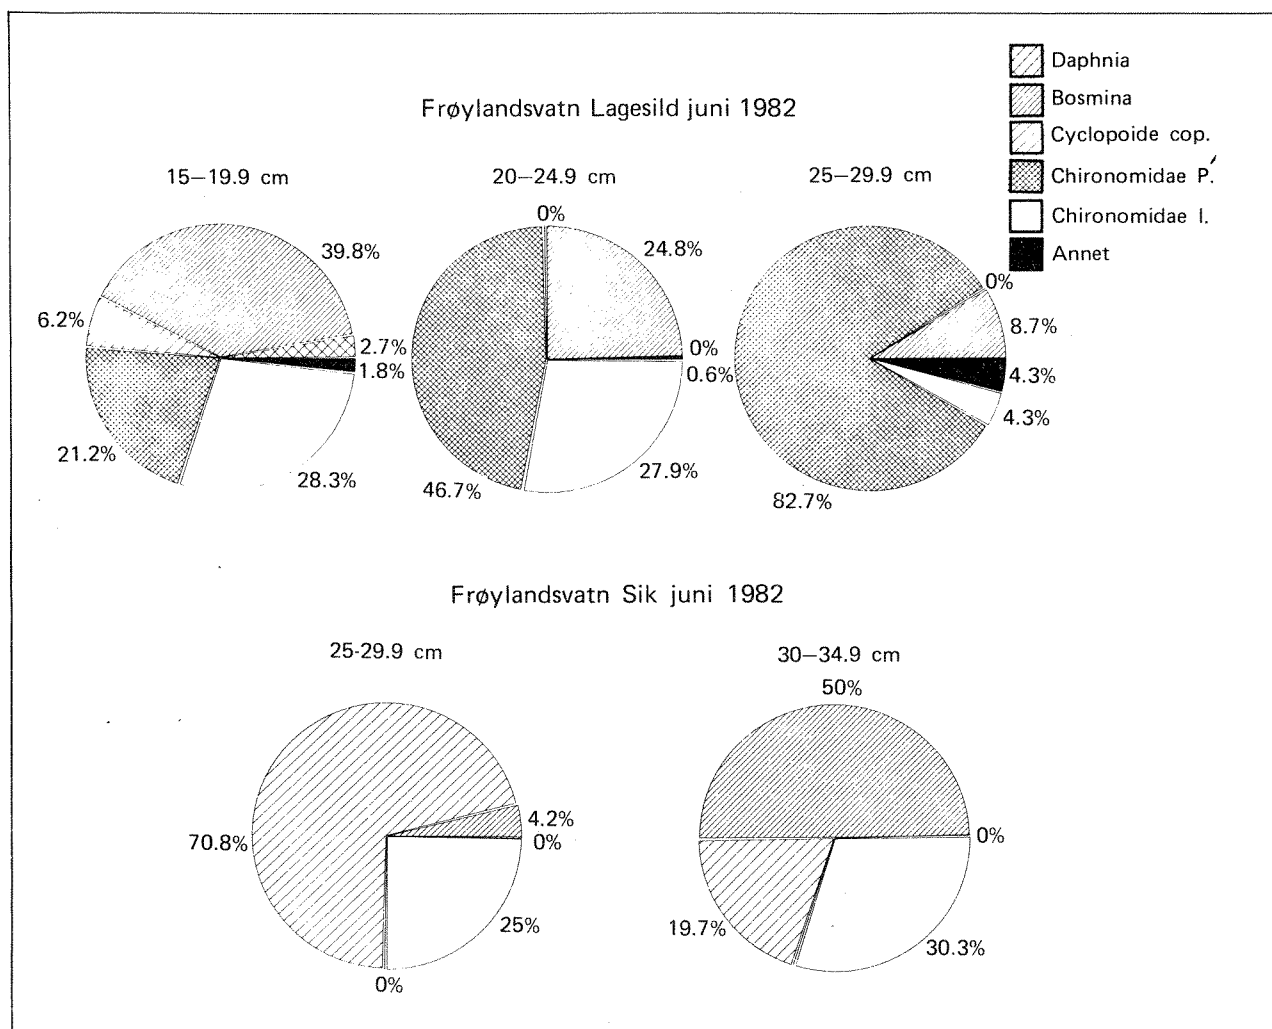 Daphnia
Bosmina
Cyclopoide cop.
Chironomidae P.
Chironomidae l.
Annet
Frøylandsvatn Lagesild juni 1982
15–19.9 cm
39.8%
6.2%
2.7%
1.8%
21.2%
28.3%
20–24.9 cm
0%
24.8%
0%
0.6%
46.7%
27.9%
25–29.9 cm
0%
8.7%
4.3%
4.3%
82.7%
Frøylandsvatn Sik juni 1982
25-29.9 cm
70.8%
4.2%
0%
25%
0%
30–34.9 cm
50%
0%
19.7%
30.3%